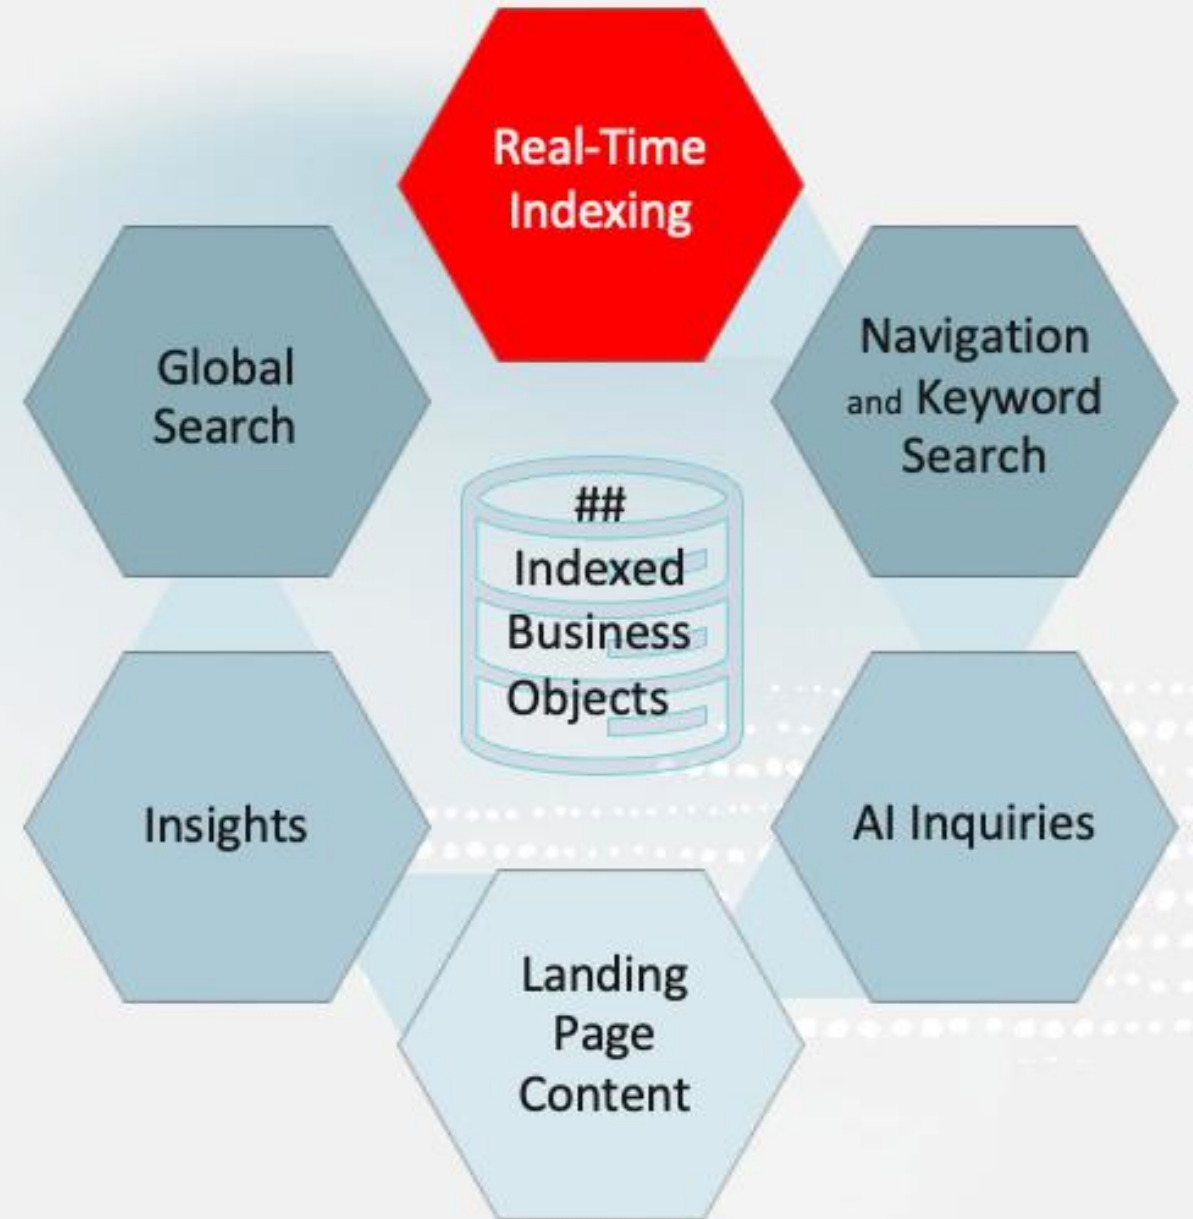 Real-Time
Indexing
Global
Search
Navigation
and Keyword
Search
##
Indexed
Business
Objects
Insights
AI Inquiries
Landing
Page
Content